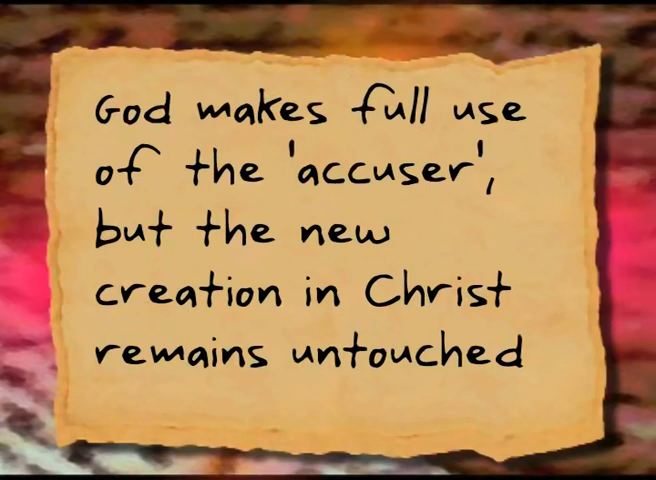 God makes full use
of the 'accuser',
but the new
creation in Christ
remains untouched